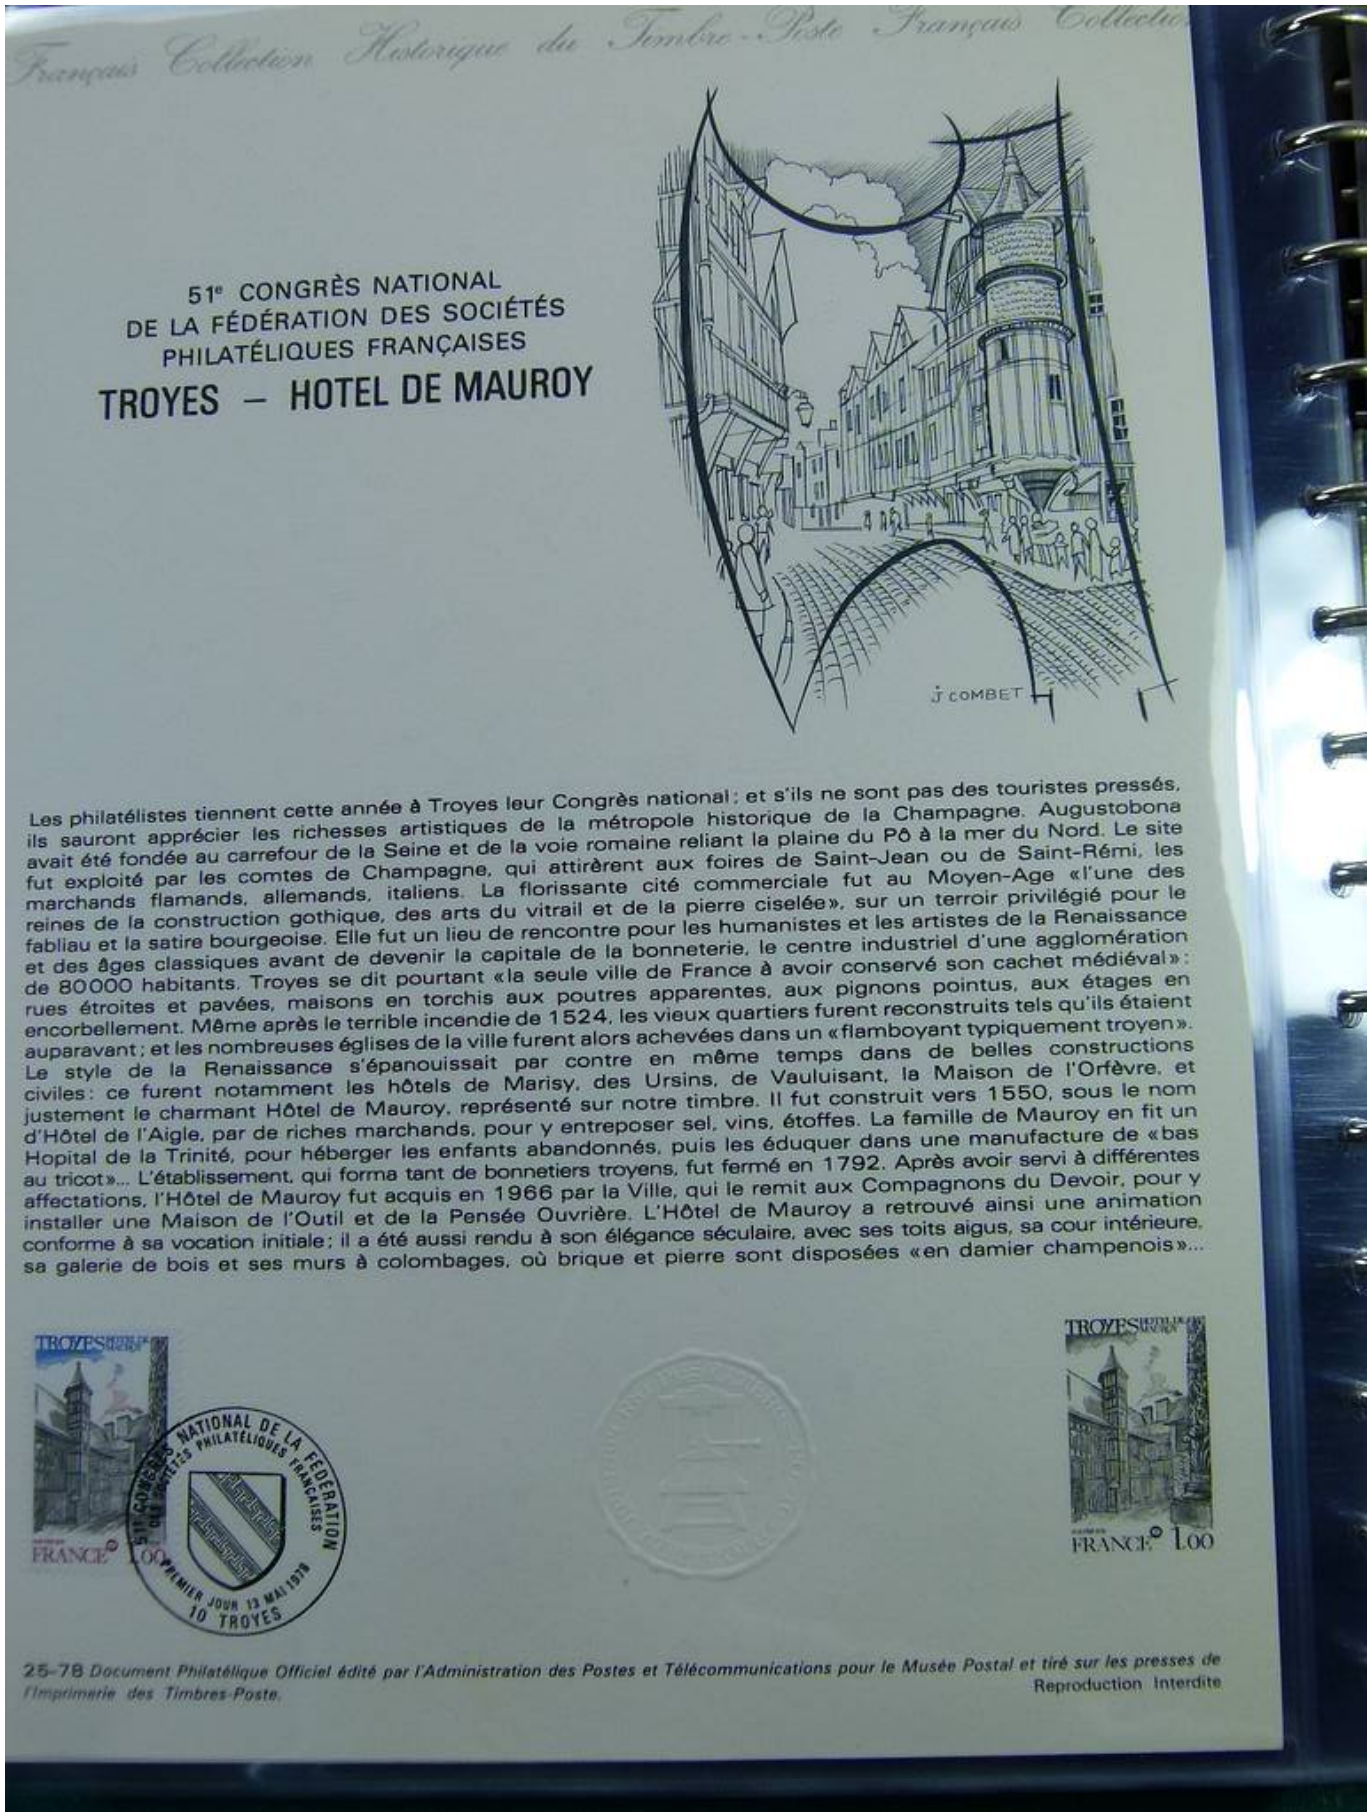 Français Collection Historique du Timbre-Poste Français Collection
51e CONGRÈS NATIONAL
DE LA FÉDÉRATION DES SOCIÉTÉS
PHILATÉLIQUES FRANÇAISES
TROYES – HOTEL DE MAUROY
J COMBET
Les philatélistes tiennent cette année à Troyes leur Congrès national; et s'ils ne sont pas des touristes pressés,
ils sauront apprécier les richesses artistiques de la métropole historique de la Champagne. Augustobona
avait été fondée au carrefour de la Seine et de la voie romaine reliant la plaine du Pô à la mer du Nord. Le site
fut exploité par les comtes de Champagne, qui attirèrent aux foires de Saint-Jean ou de Saint-Rémi, les
marchands flamands, allemands, italiens. La florissante cité commerciale fut au Moyen-Age «l'une des
reines de la construction gothique, des arts du vitrail et de la pierre ciselée», sur un terroir privilégié pour le
fabliau et la satire bourgeoise. Elle fut un lieu de rencontre pour les humanistes et les artistes de la Renaissance
et des âges classiques avant de devenir la capitale de la bonneterie, le centre industriel d'une agglomération
de 80000 habitants. Troyes se dit pourtant «la seule ville de France à avoir conservé son cachet médiéval»:
rues étroites et pavées, maisons en torchis aux poutres apparentes, aux pignons pointus, aux étages en
encorbellement. Même après le terrible incendie de 1524, les vieux quartiers furent reconstruits tels qu'ils étaient
auparavant; et les nombreuses églises de la ville furent alors achevées dans un «flamboyant typiquement troyen».
Le style de la Renaissance s'épanouissait par contre en même temps dans de belles constructions
civiles: ce furent notamment les hôtels de Marisy, des Ursins, de Vauluisant, la Maison de l'Orfèvre, et
justement le charmant Hôtel de Mauroy, représenté sur notre timbre. Il fut construit vers 1550, sous le nom
d'Hôtel de l'Aigle, par de riches marchands, pour y entreposer sel, vins, étoffes. La famille de Mauroy en fit un
Hopital de la Trinité, pour héberger les enfants abandonnés, puis les éduquer dans une manufacture de «bas
au tricot»... L'établissement, qui forma tant de bonnetiers troyens, fut fermé en 1792. Après avoir servi à différentes
affectations, l'Hôtel de Mauroy fut acquis en 1966 par la Ville, qui le remit aux Compagnons du Devoir, pour y
installer une Maison de l'Outil et de la Pensée Ouvrière. L'Hôtel de Mauroy a retrouvé ainsi une animation
conforme à sa vocation initiale; il a été aussi rendu à son élégance séculaire, avec ses toits aigus, sa cour intérieure,
sa galerie de bois et ses murs à colombages, où brique et pierre sont disposées «en damier champenois»...
TROYES HOTEL DE MAUROY
FRANCE 1.00
51e CONGRÈS NATIONAL DE LA FÉDÉRATION
DES SOCIÉTÉS PHILATÉLIQUES FRANÇAISES
PREMIER JOUR 13 MAI 1978
10 TROYES
TROYES HOTEL DE MAUROY
FRANCE 1.00
25-78 Document Philatélique Officiel édité par l'Administration des Postes et Télécommunications pour le Musée Postal et tiré sur les presses de
l'Imprimerie des Timbres-Poste.
Reproduction Interdite